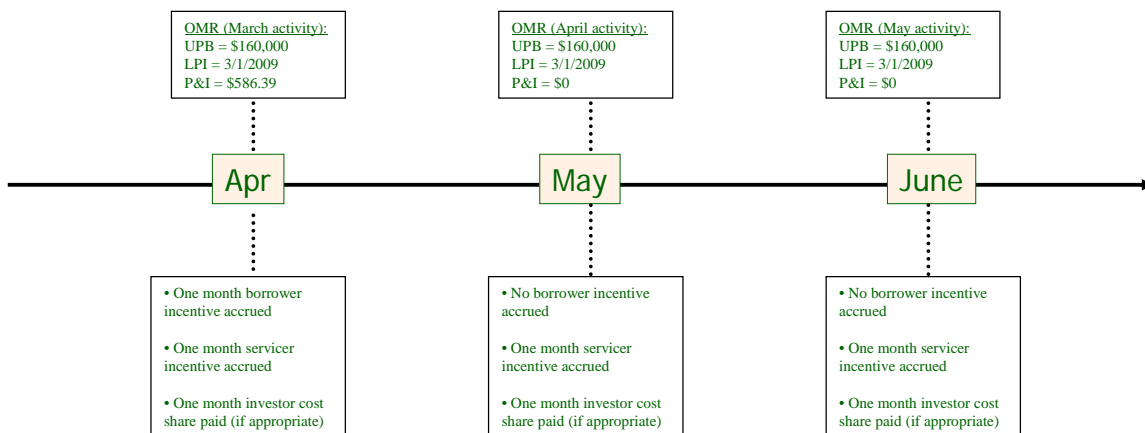 OMR (March activity):
UPB = $160,000
LPI = 3/1/2009
P&I = $586.39
OMR (April activity):
UPB = $160,000
LPI = 3/1/2009
P&I = $0
OMR (May activity):
UPB = $160,000
LPI = 3/1/2009
P&I = $0
Apr
May
June
• One month borrower
incentive accrued
• One month servicer
incentive accrued
• One month investor cost
share paid (if appropriate)
• No borrower incentive
accrued
• One month servicer
incentive accrued
• One month investor cost
share paid (if appropriate)
• No borrower incentive
accrued
• One month servicer
incentive accrued
• One month investor cost
share paid (if appropriate)